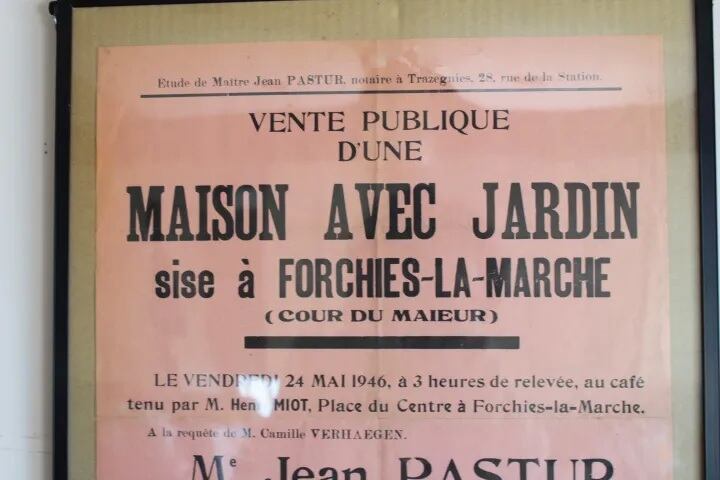 Etude de Maître Jean PASTUR, notaire à Trazegnies, 28, rue de la Station.
VENTE PUBLIQUE
D'UNE
MAISON AVEC JARDIN
sise à FORCHIES-LA-MARCHE
(COUR DU MAIEUR)
LE VENDREDI 24 MAI 1946, à 3 heures de relevée, au café
tenu par M. MIOT, Place du Centre à Forchies-la-Marche.
A la requête de M. Camille VERHAEGEN.
Me Jean PASTUR